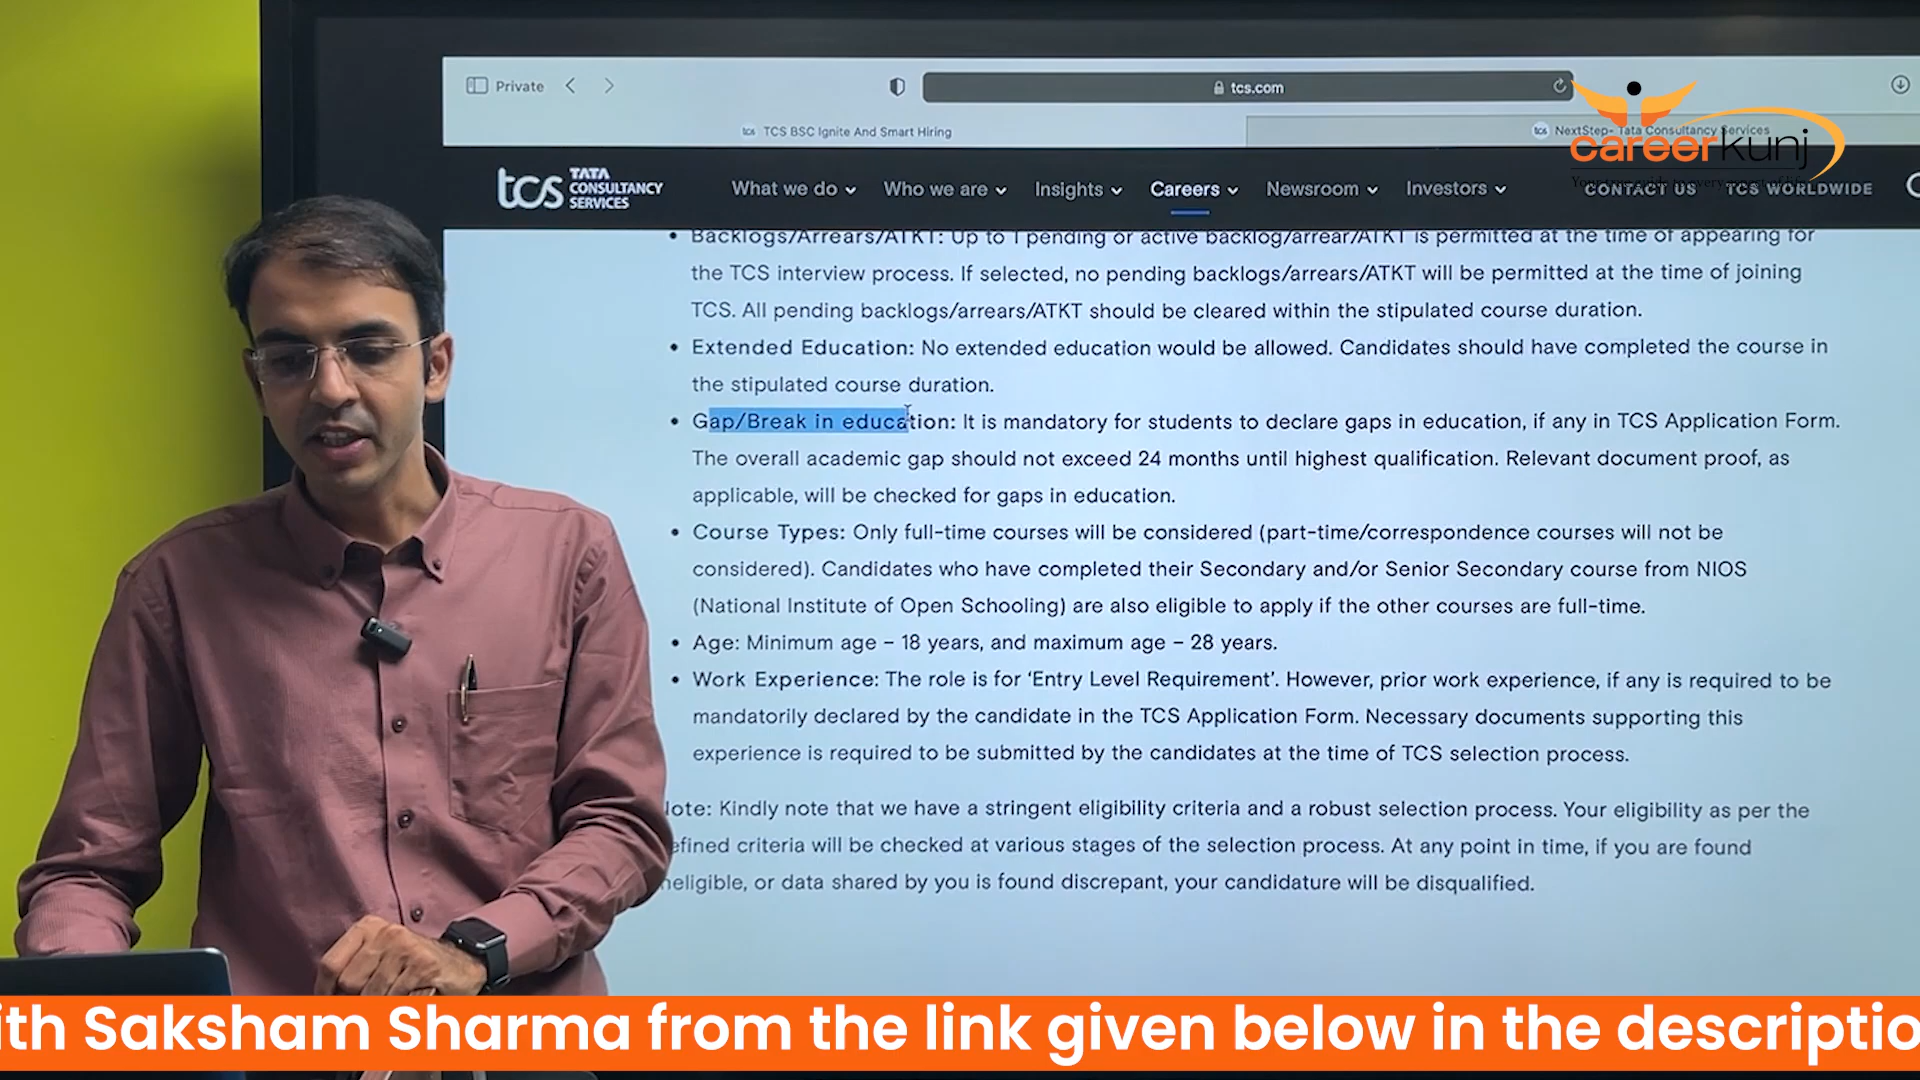 Private
tcs.com
tcs TCS BSC Ignite And Smart Hiring
tcs NextStep- Tata Consultancy Services
careerkunj
tcs TATA
CONSULTANCY
SERVICES
What we do
Who we are
Insights
Careers
Newsroom
Investors
CONTACT US
TCS WORLDWIDE
• Backlogs/Arrears/ATKT: Up to 1 pending or active backlog/arrear/ATKT is permitted at the time of appearing for
the TCS interview process. If selected, no pending backlogs/arrears/ATKT will be permitted at the time of joining
TCS. All pending backlogs/arrears/ATKT should be cleared within the stipulated course duration.
• Extended Education: No extended education would be allowed. Candidates should have completed the course in
the stipulated course duration.
• Gap/Break in education: It is mandatory for students to declare gaps in education, if any in TCS Application Form.
The overall academic gap should not exceed 24 months until highest qualification. Relevant document proof, as
applicable, will be checked for gaps in education.
• Course Types: Only full-time courses will be considered (part-time/correspondence courses will not be
considered). Candidates who have completed their Secondary and/or Senior Secondary course from NIOS
(National Institute of Open Schooling) are also eligible to apply if the other courses are full-time.
• Age: Minimum age – 18 years, and maximum age – 28 years.
• Work Experience: The role is for ‘Entry Level Requirement’. However, prior work experience, if any is required to be
mandatorily declared by the candidate in the TCS Application Form. Necessary documents supporting this
experience is required to be submitted by the candidates at the time of TCS selection process.
ote: Kindly note that we have a stringent eligibility criteria and a robust selection process. Your eligibility as per the
efined criteria will be checked at various stages of the selection process. At any point in time, if you are found
neligible, or data shared by you is found discrepant, your candidature will be disqualified.
ith Saksham Sharma from the link given below in the descriptio